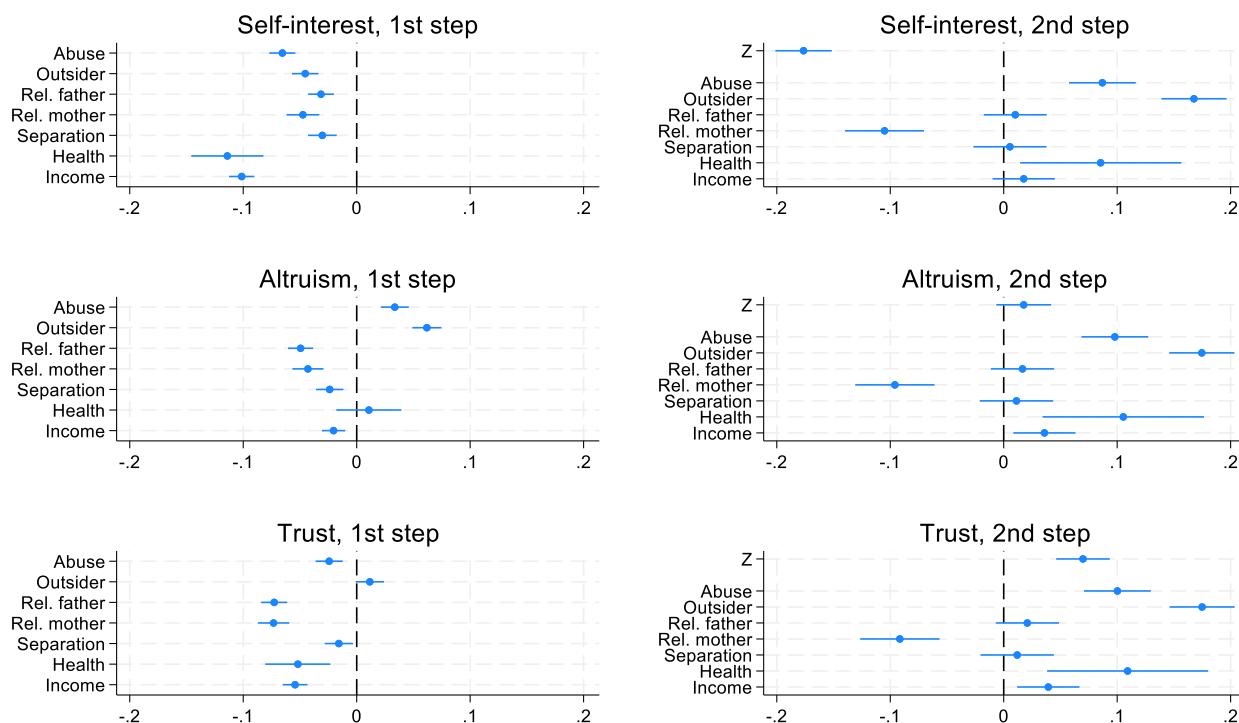 Self-interest, 1st step
Abuse
Outsider
Rel. father
Rel. mother
Separation
Health
Income
-.2 -.1 0 .1 .2
Self-interest, 2nd step
Z
Abuse
Outsider
Rel. father
Rel. mother
Separation
Health
Income
-.2 -.1 0 .1 .2
Altruism, 1st step
Abuse
Outsider
Rel. father
Rel. mother
Separation
Health
Income
-.2 -.1 0 .1 .2
Altruism, 2nd step
Z
Abuse
Outsider
Rel. father
Rel. mother
Separation
Health
Income
-.2 -.1 0 .1 .2
Trust, 1st step
Abuse
Outsider
Rel. father
Rel. mother
Separation
Health
Income
-.2 -.1 0 .1 .2
Trust, 2nd step
Z
Abuse
Outsider
Rel. father
Rel. mother
Separation
Health
Income
-.2 -.1 0 .1 .2